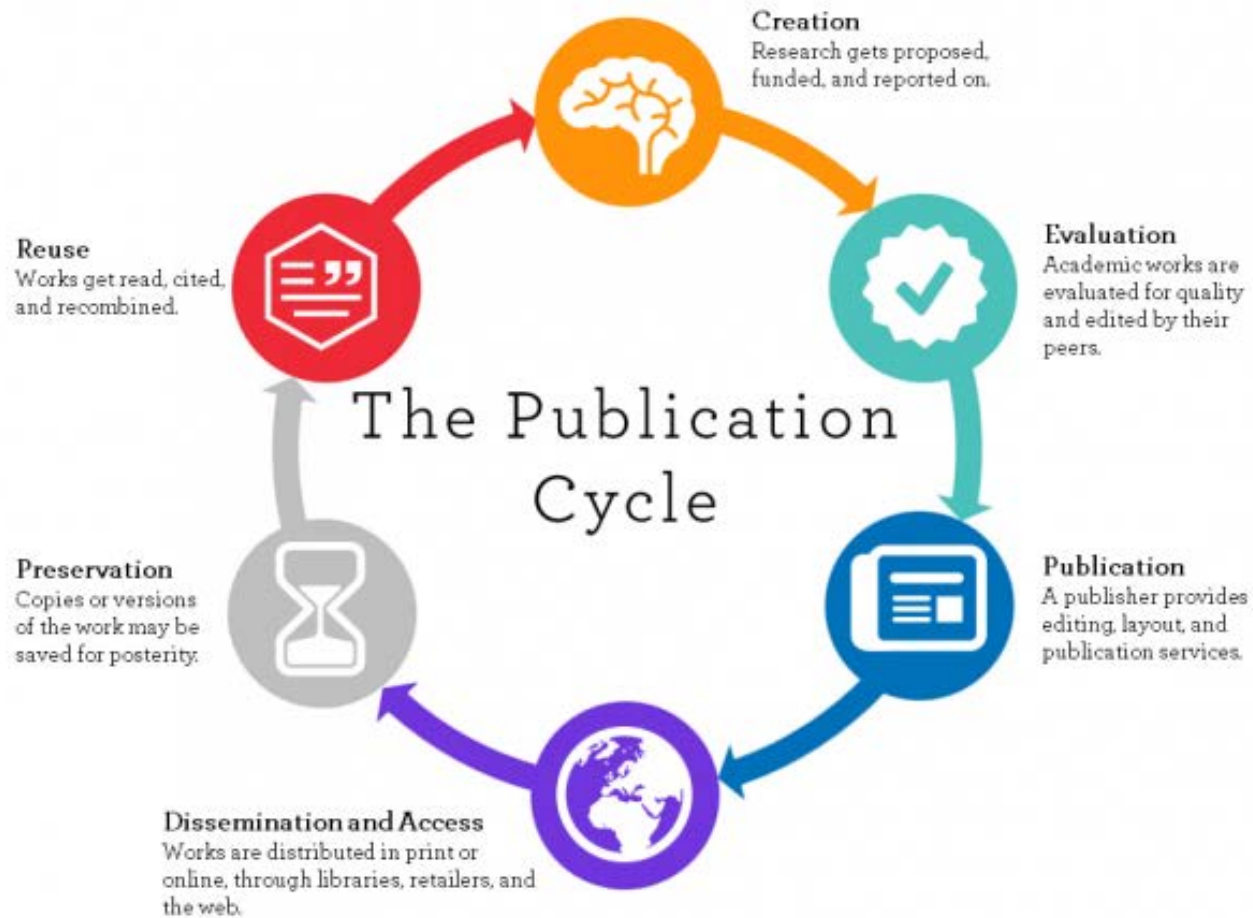 Creation
Research gets proposed,
funded, and reported on.
Evaluation
Academic works are
evaluated for quality
and edited by their
peers.
Publication
A publisher provides
editing, layout, and
publication services.
Dissemination and Access
Works are distributed in print or
online, through libraries, retailers, and
the web.
Preservation
Copies or versions
of the work may be
saved for posterity.
Reuse
Works get read, cited,
and recombined.
The Publication
Cycle